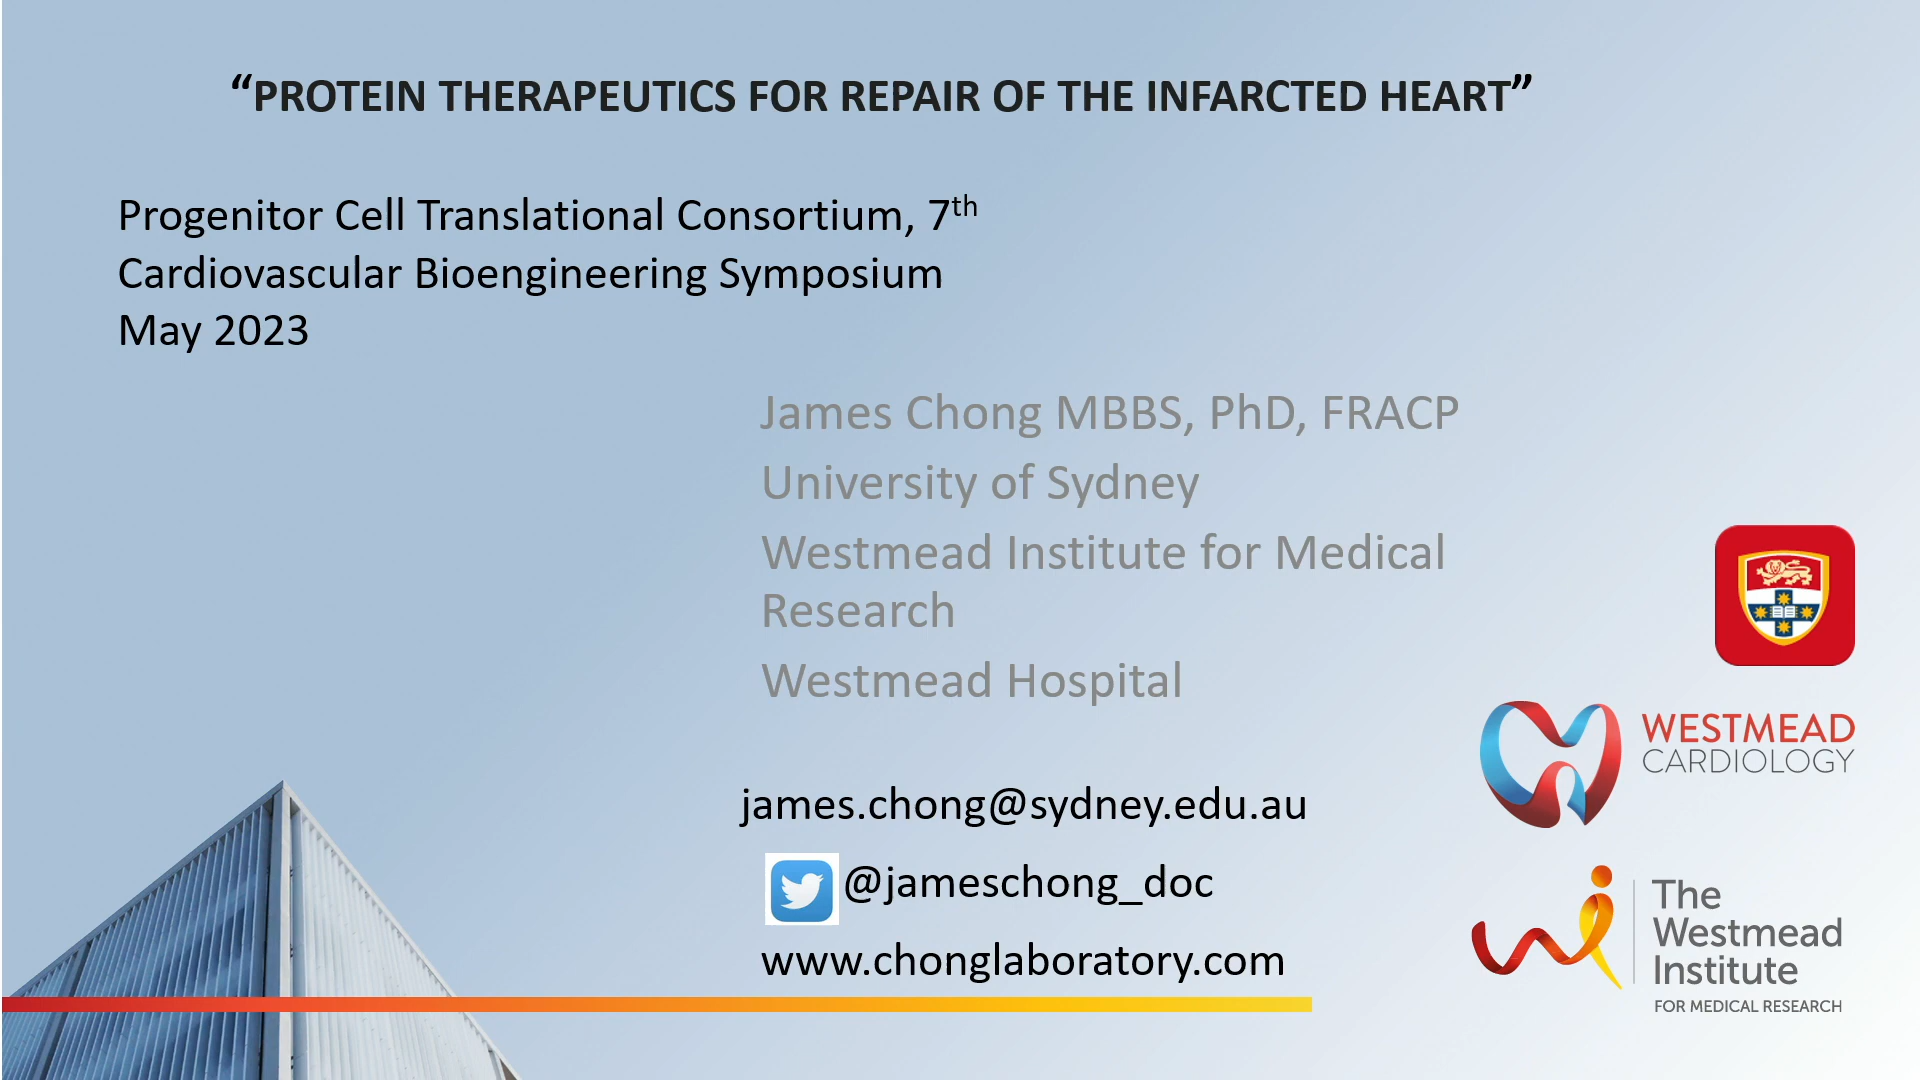 “PROTEIN THERAPEUTICS FOR REPAIR OF THE INFARCTED HEART”
Progenitor Cell Translational Consortium, 7th
Cardiovascular Bioengineering Symposium
May 2023
James Chong MBBS, PhD, FRACP
University of Sydney
Westmead Institute for Medical
Research
Westmead Hospital
WESTMEAD
CARDIOLOGY
james.chong@sydney.edu.au
@jameschong_doc
www.chonglaboratory.com
The
Westmead
Institute
FOR MEDICAL RESEARCH